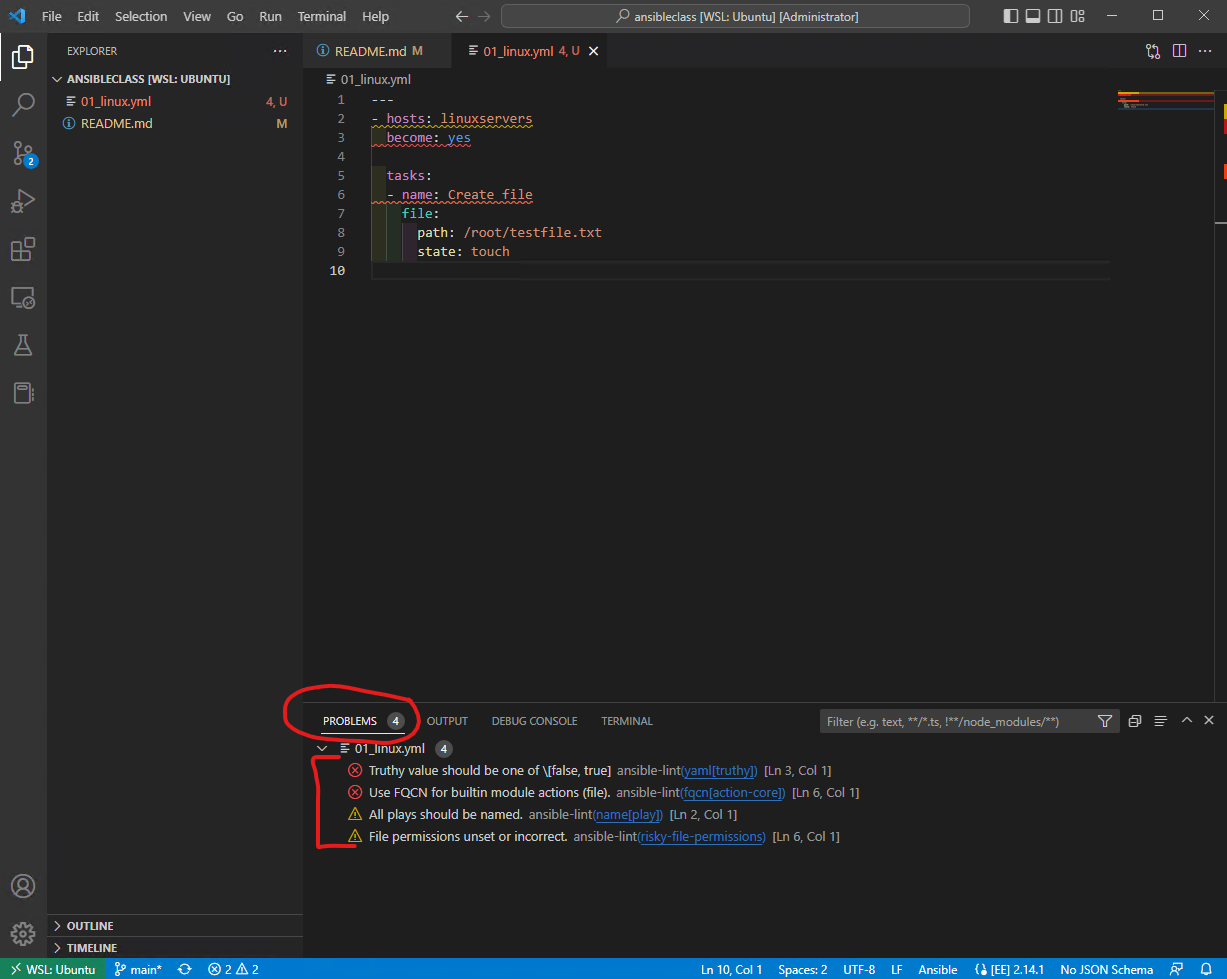 File Edit Selection View Go Run Terminal Help ansibleclass [WSL: Ubuntu] [Administrator]
EXPLORER
ANSIBLECLASS [WSL: UBUNTU]
01_linux.yml 4, U
README.md M
2
README.md M 01_linux.yml 4, U
01_linux.yml
1 ---
2 - hosts: linuxservers
3 become: yes
4
5 tasks:
6 - name: Create file
7 file:
8 path: /root/testfile.txt
9 state: touch
10
PROBLEMS 4 OUTPUT DEBUG CONSOLE TERMINAL Filter (e.g. text, **/*.ts, !**/node_modules/**)
01_linux.yml 4
Truthy value should be one of \[false, true] ansible-lint(yaml[truthy]) [Ln 3, Col 1]
Use FQCN for builtin module actions (file). ansible-lint(fqcn[action-core]) [Ln 6, Col 1]
All plays should be named. ansible-lint(name[play]) [Ln 2, Col 1]
File permissions unset or incorrect. ansible-lint(risky-file-permissions) [Ln 6, Col 1]
OUTLINE
TIMELINE
WSL: Ubuntu main* 2 2 Ln 10, Col 1 Spaces: 2 UTF-8 LF Ansible [EE] 2.14.1 No JSON Schema